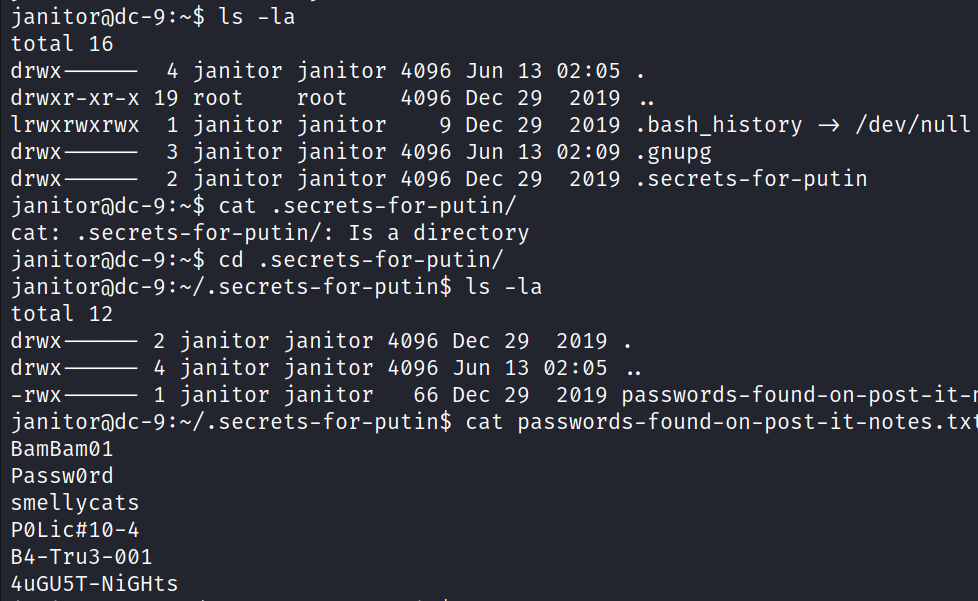 janitor@dc-9:~$ ls -la
total 16
drwx------  4 janitor janitor 4096 Jun 13 02:05 .
drwxr-xr-x 19 root    root    4096 Dec 29  2019 ..
lrwxrwxrwx  1 janitor janitor    9 Dec 29  2019 .bash_history -> /dev/null
drwx------  3 janitor janitor 4096 Jun 13 02:09 .gnupg
drwx------  2 janitor janitor 4096 Dec 29  2019 .secrets-for-putin
janitor@dc-9:~$ cat .secrets-for-putin/
cat: .secrets-for-putin/: Is a directory
janitor@dc-9:~$ cd .secrets-for-putin/
janitor@dc-9:~/.secrets-for-putin$ ls -la
total 12
drwx------ 2 janitor janitor 4096 Dec 29  2019 .
drwx------ 4 janitor janitor 4096 Jun 13 02:05 ..
-rwx------ 1 janitor janitor   66 Dec 29  2019 passwords-found-on-post-it-
janitor@dc-9:~/.secrets-for-putin$ cat passwords-found-on-post-it-notes.txt
BamBam01
Passw0rd
smellycats
P0Lic#10-4
B4-Tru3-001
4uGU5T-NiGHts